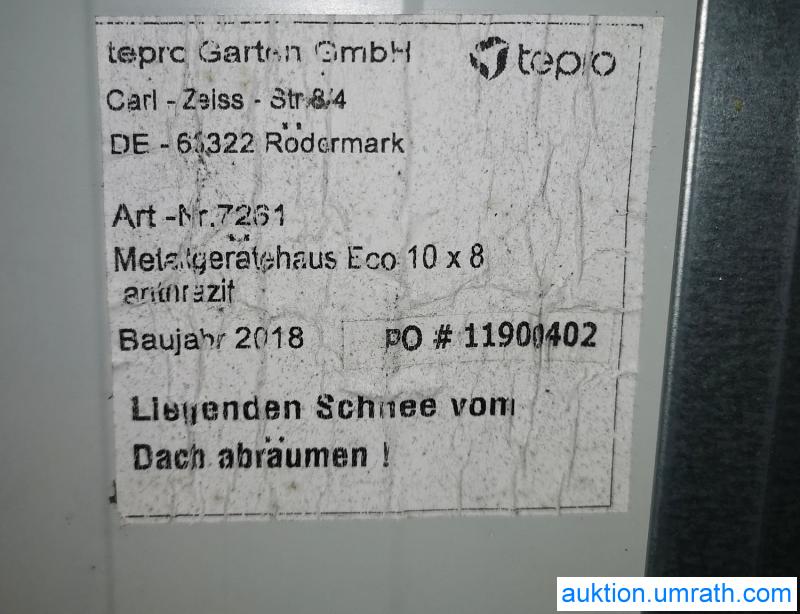 tepro Garten GmbH
tepro
Carl - Zeiss - Str.8/4
DE - 63322 Rödermark
Art -Nr.7261
Metallgerätehaus Eco 10 x 8
anthrazit
Baujahr 2018
PO # 11900402
Liegenden Schnee vom
Dach abräumen !
auktion.umrath.com